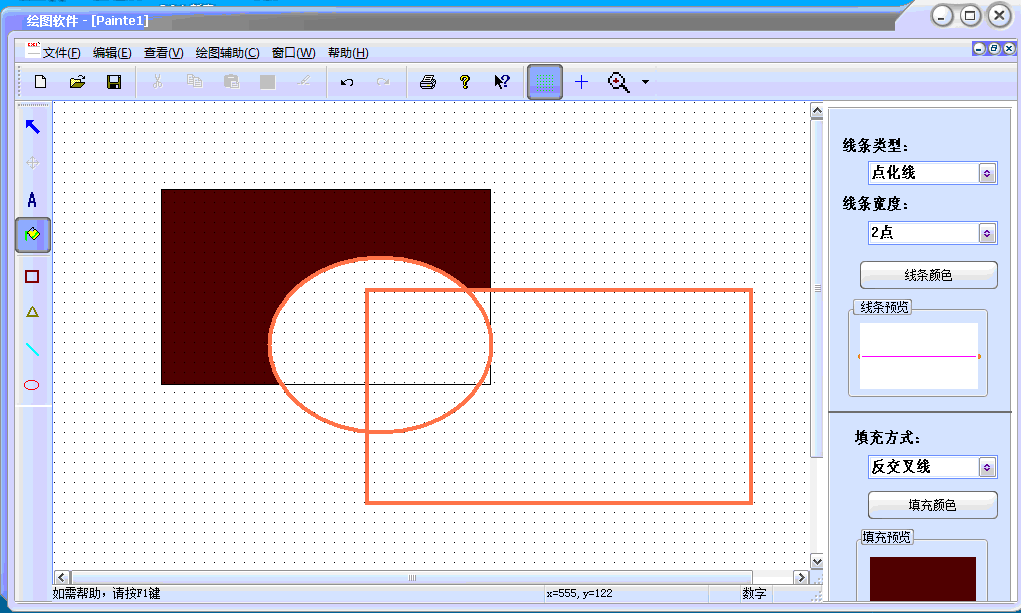 绘图软件 - [Painte1]
文件(F) 编辑(E) 查看(V) 绘图辅助(C) 窗口(W) 帮助(H)
A
线条类型：
点化线
线条宽度：
2点
线条颜色
线条预览
填充方式：
反交叉线
填充颜色
填充预览
如需帮助，请按F1键 x=555,y=122 数字